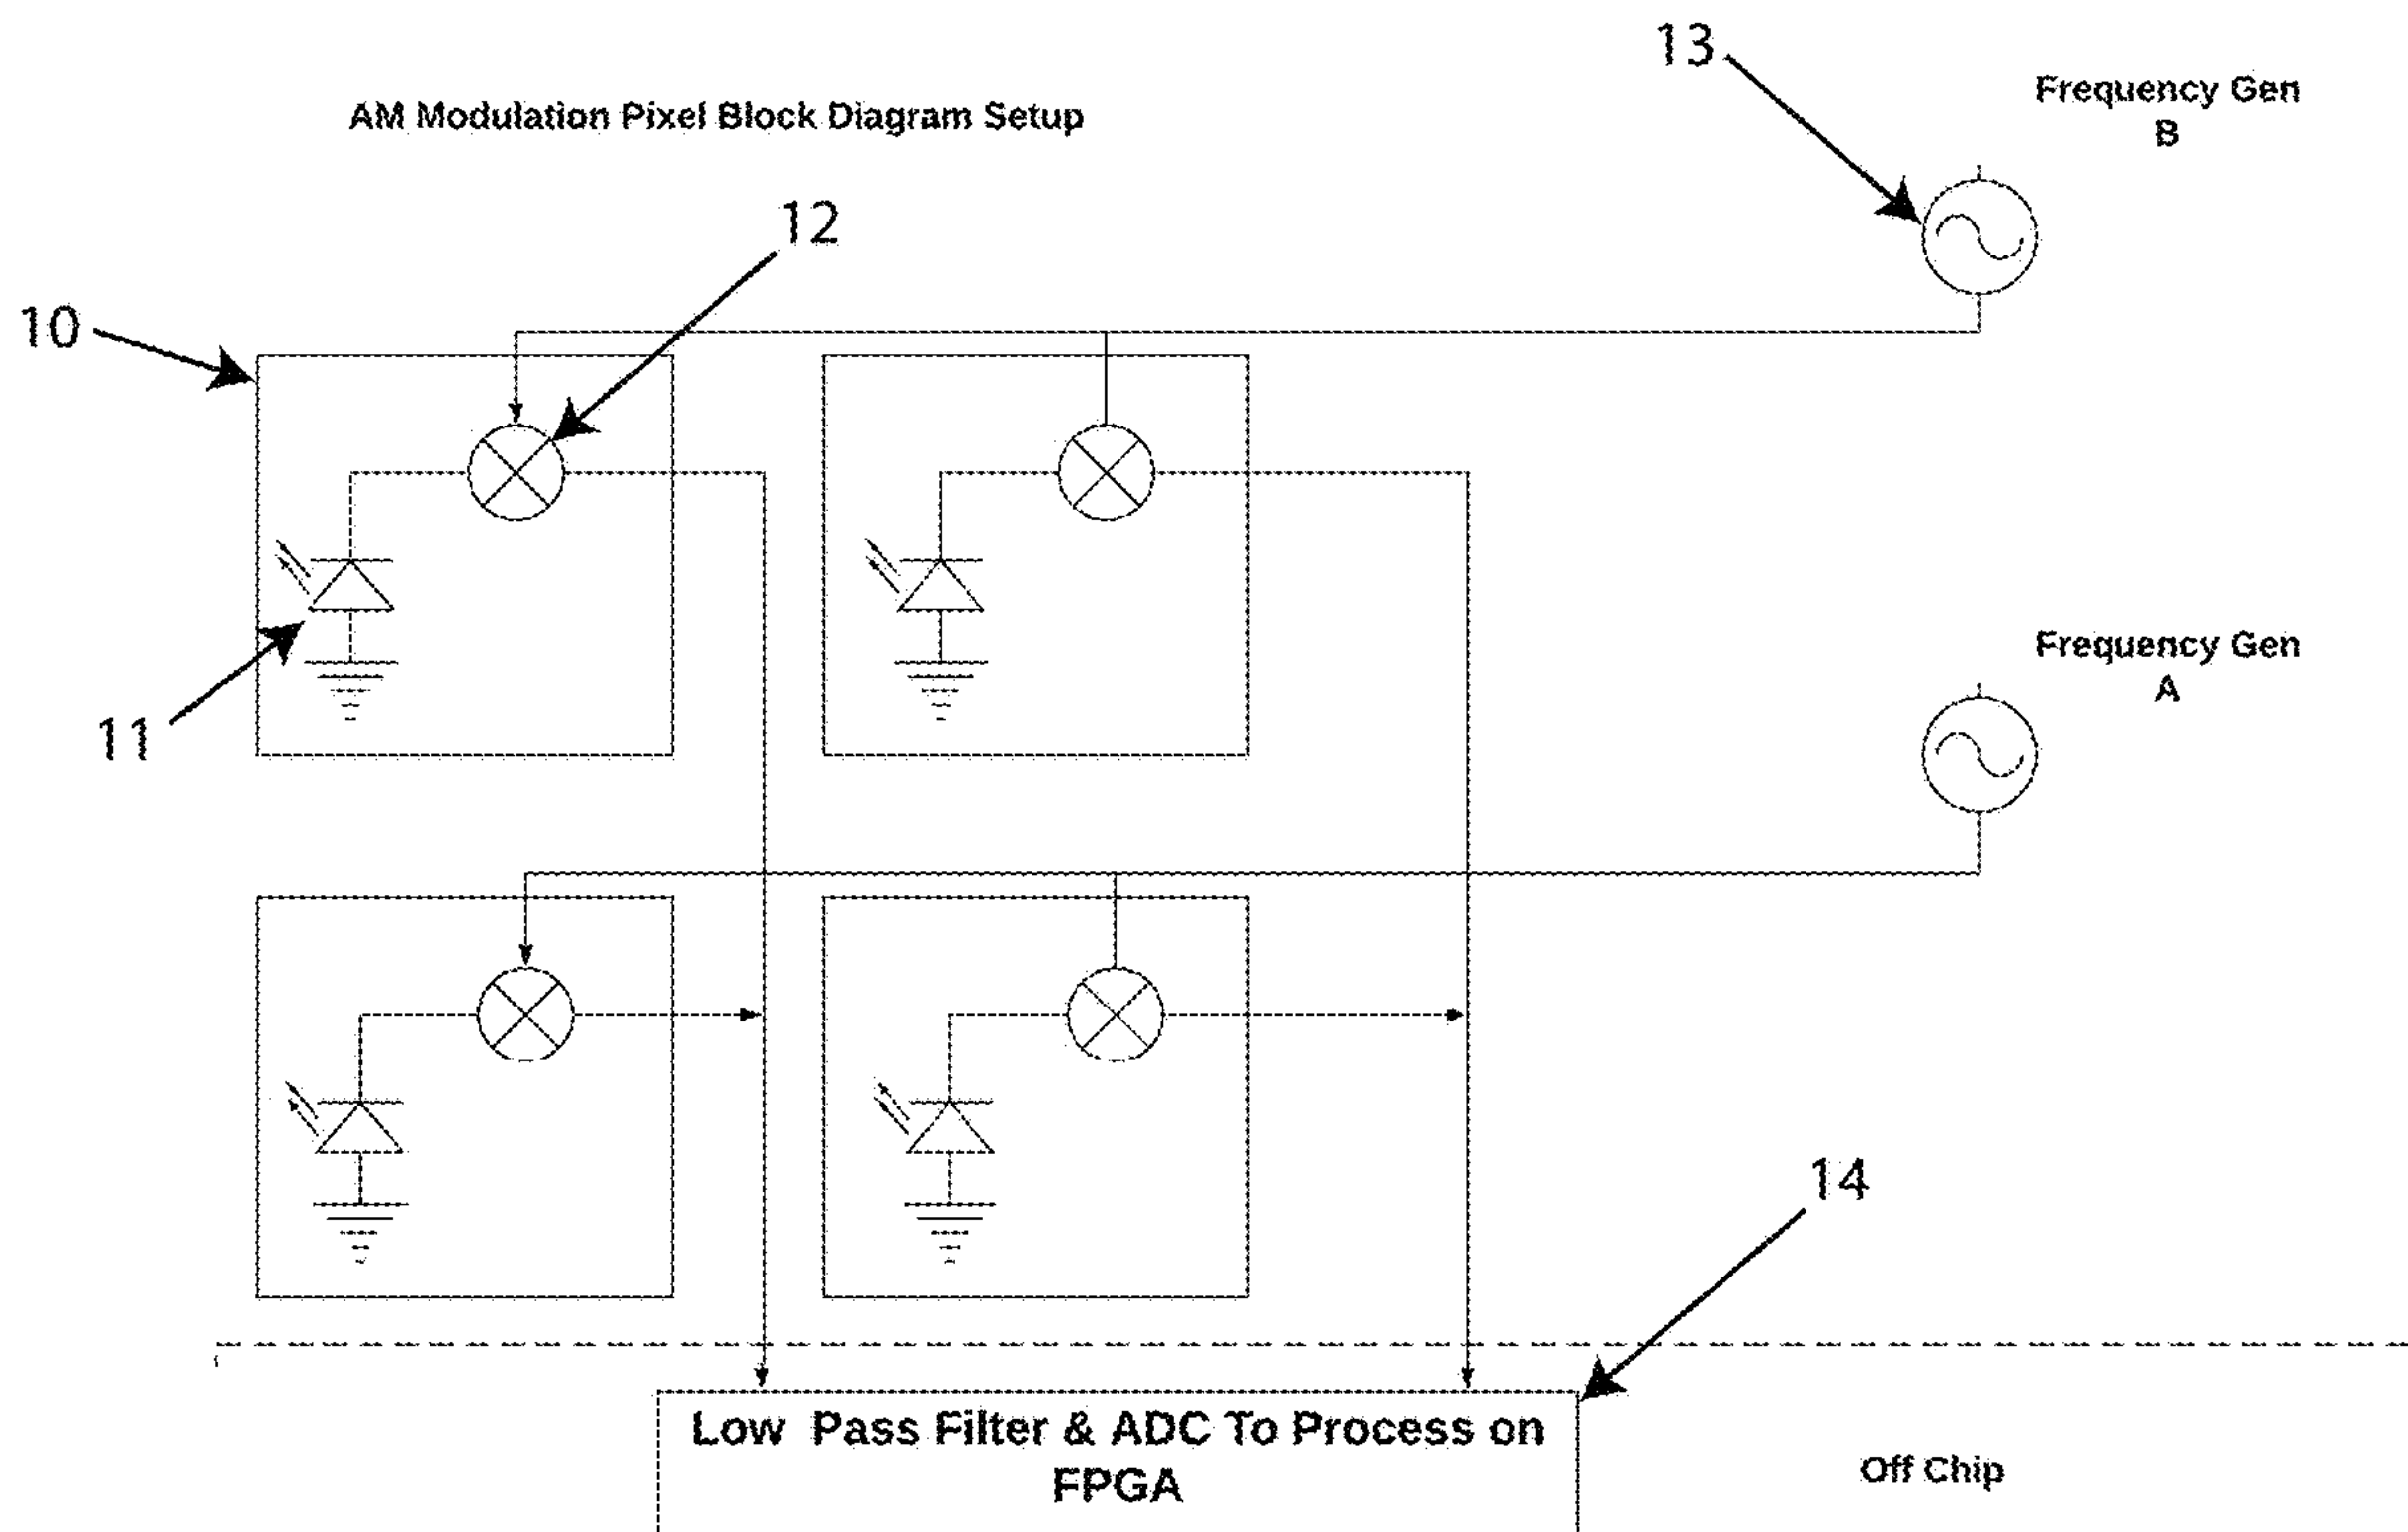 13
Frequency Gen
B
AM Modulation Pixel Block Diagram Setup
12
10
11
Frequency Gen
A
14
Low Pass Filter & ADC To Process on
FPGA
Off Chip